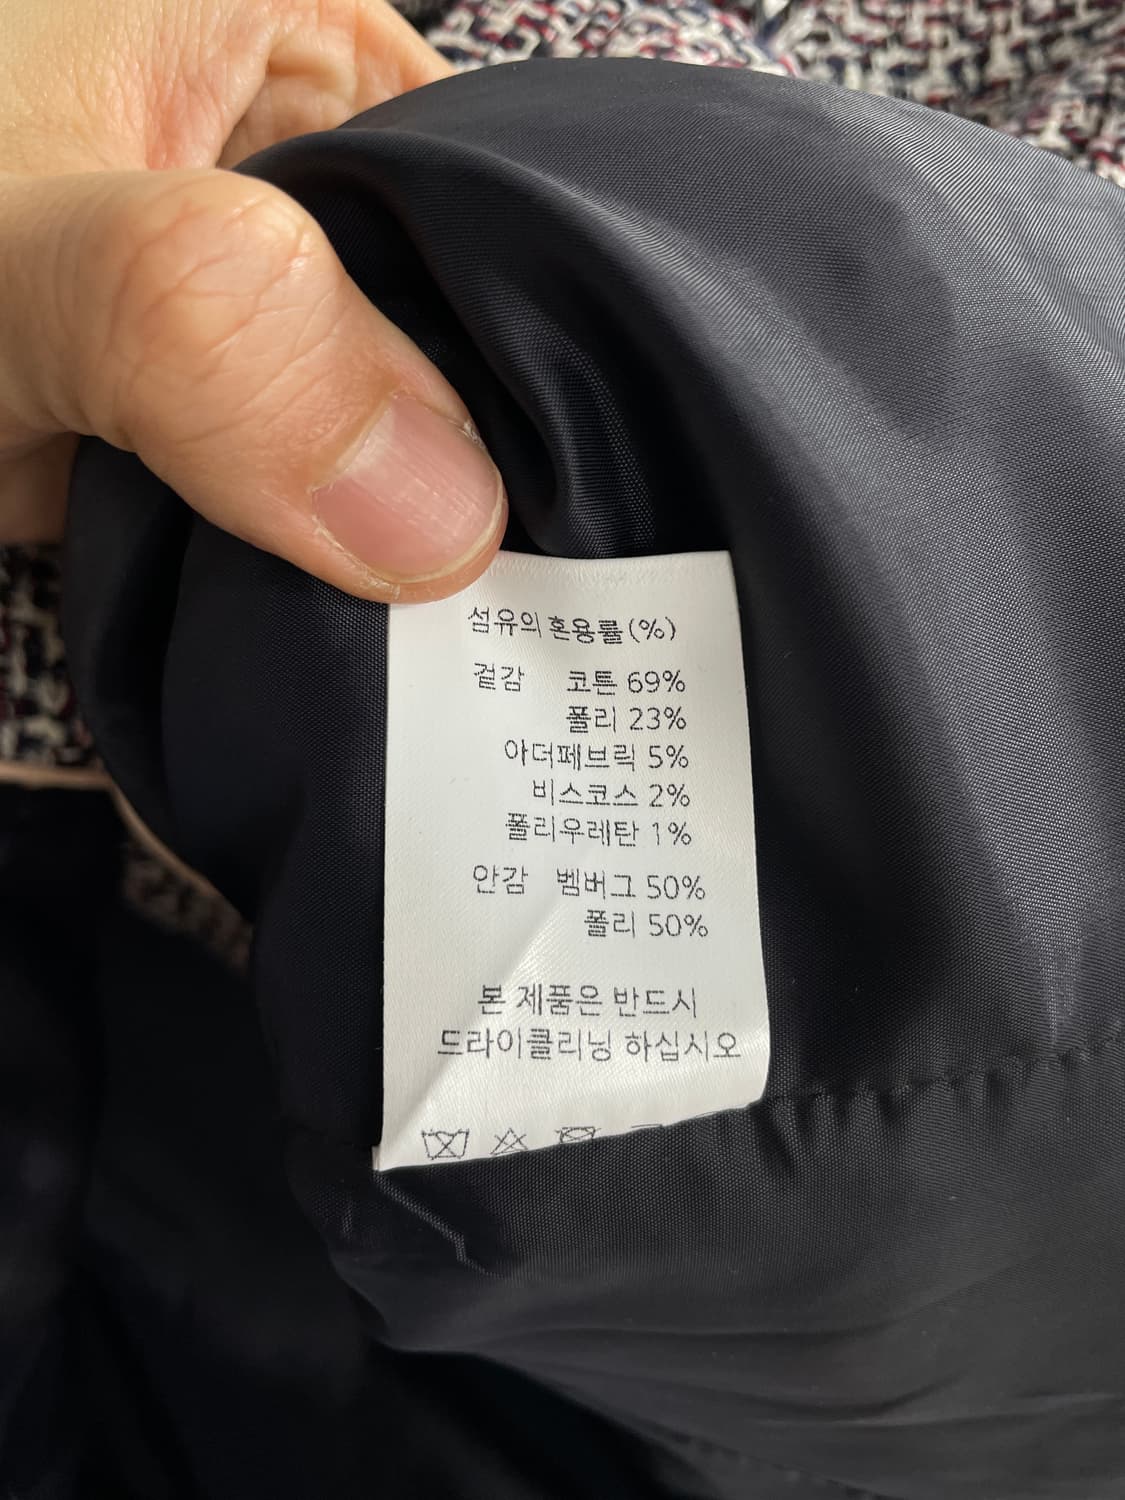 섬유의 혼용률(%)
겉감 코튼 69%
폴리 23%
아더페브릭 5%
비스코스 2%
폴리우레탄 1%
안감 벰버그 50%
폴리 50%
본 제품은 반드시
드라이클리닝 하십시오